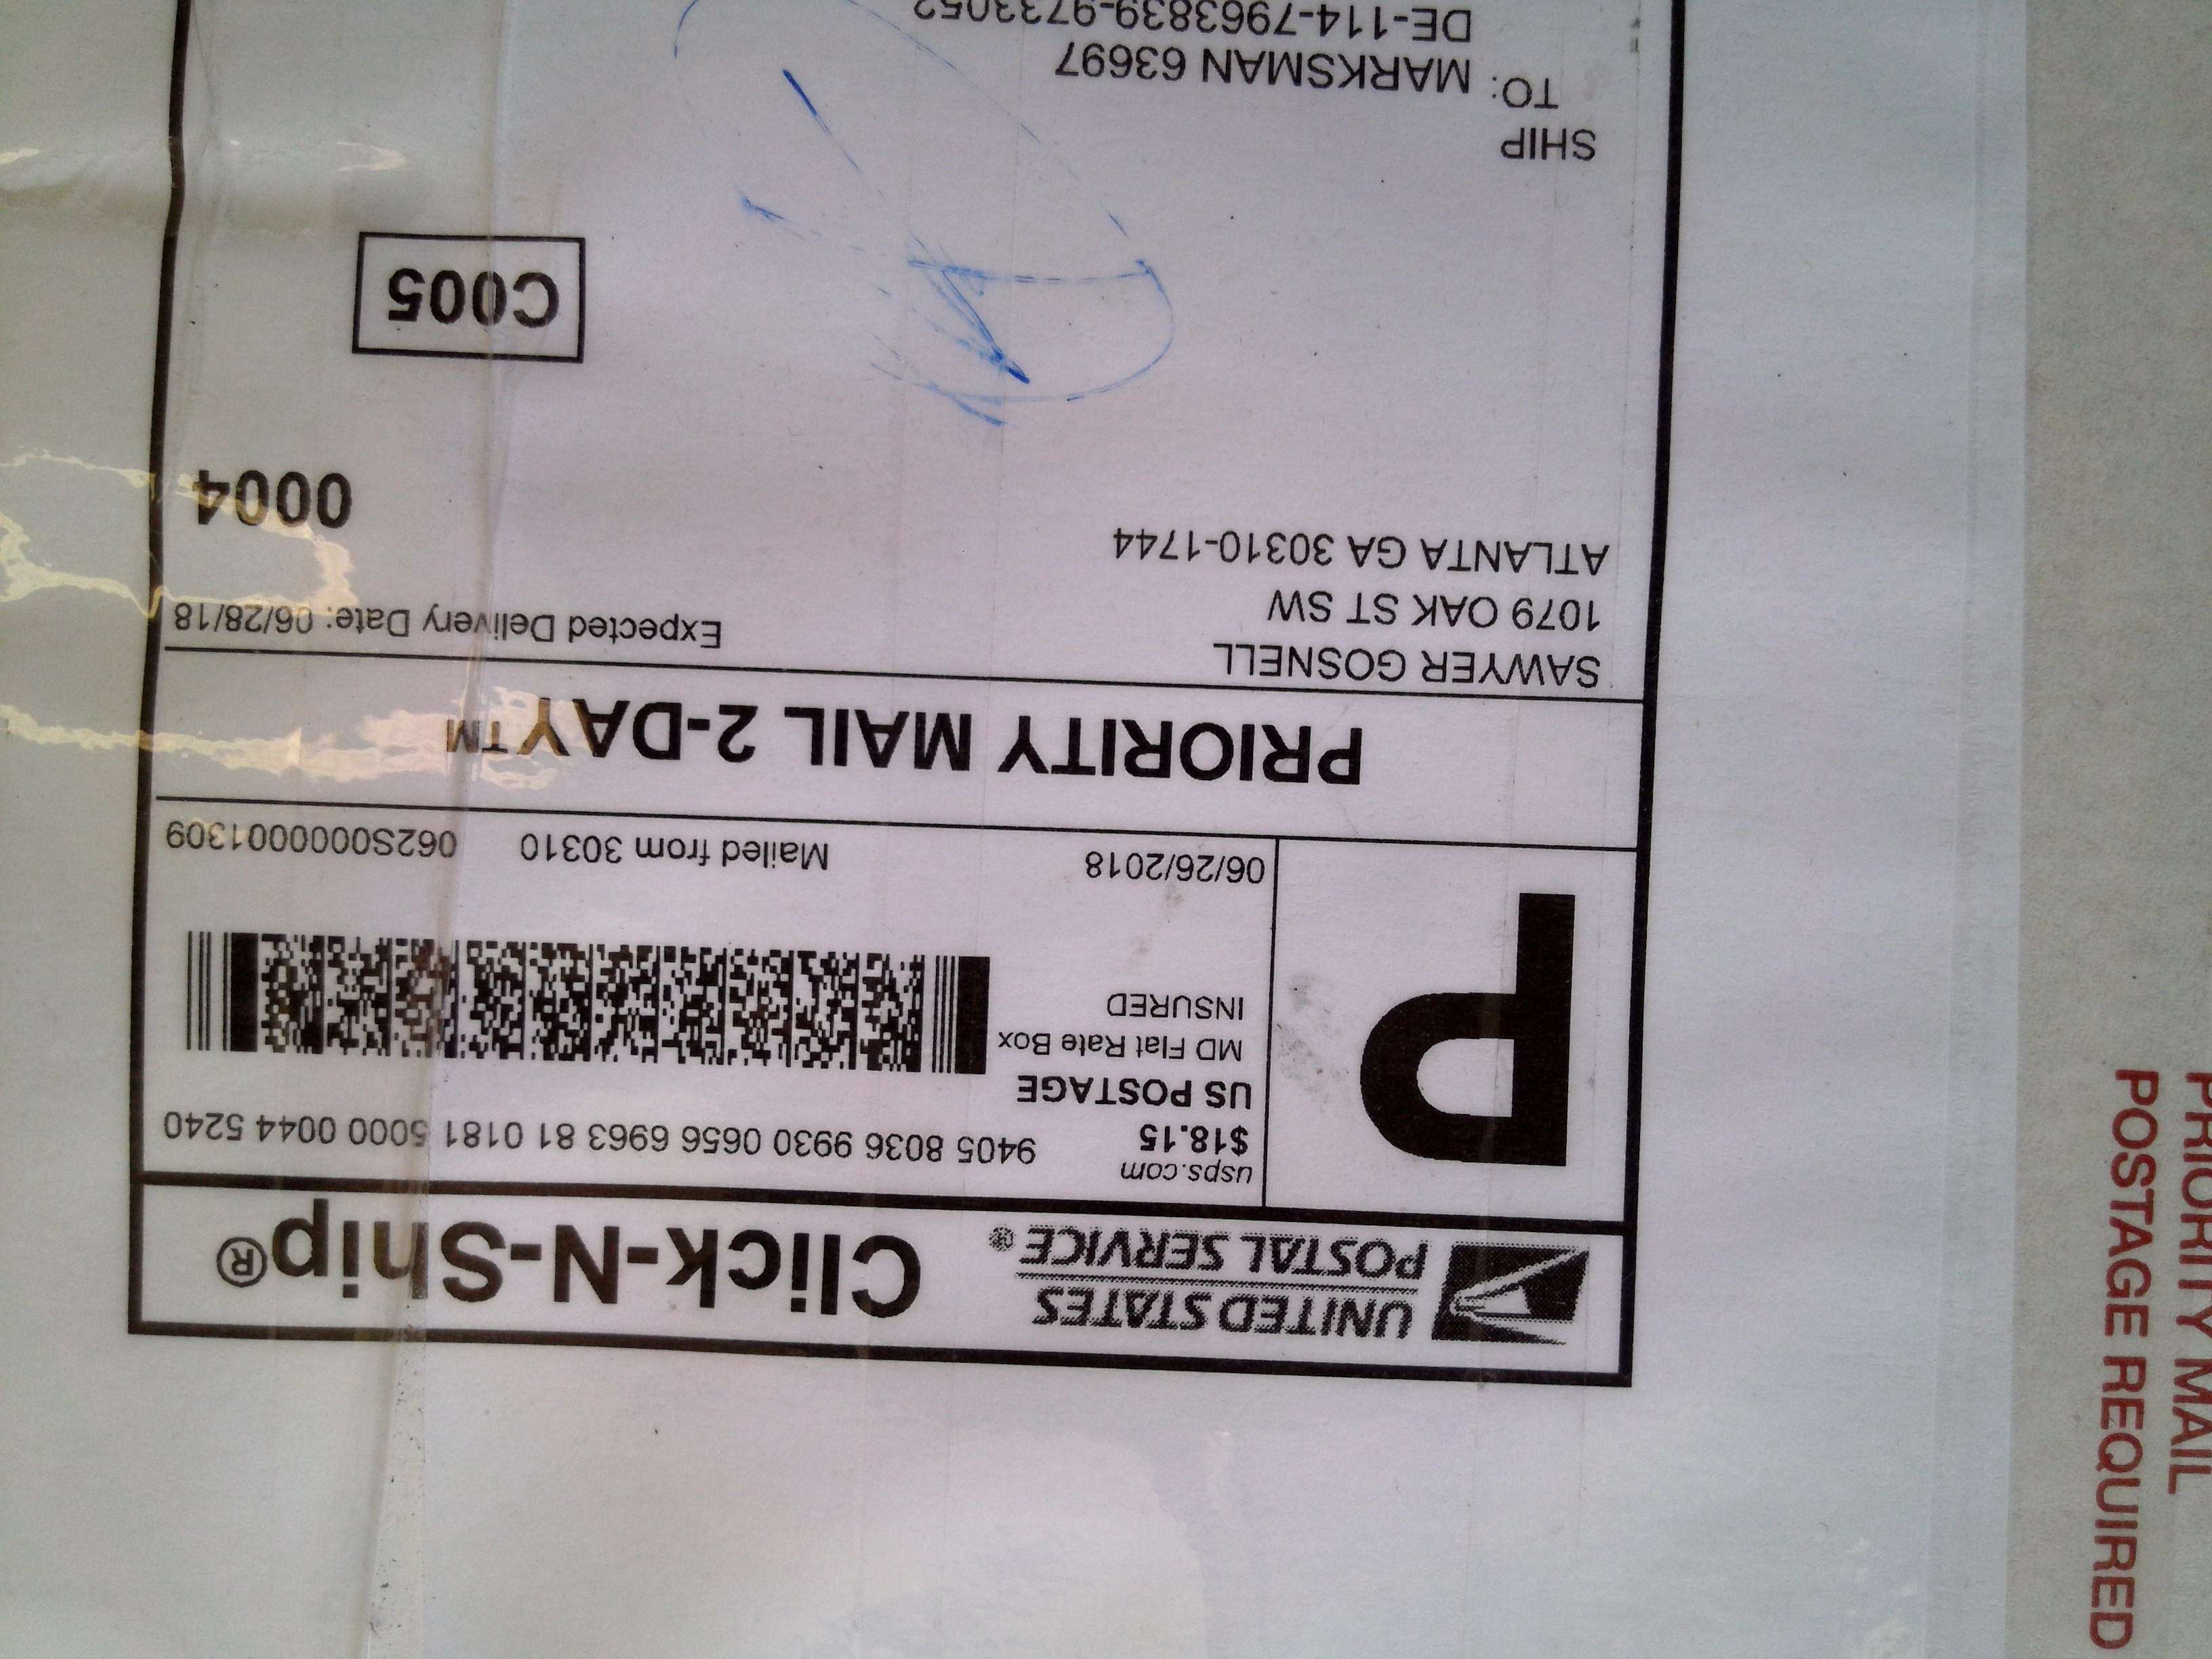 UNITED STATES
POSTAL SERVICE®
Click-N-Ship®
P
usps.com
$18.15
US POSTAGE
MD Flat Rate Box
INSURED
9405 8036 9930 0656 6963 81 0181 5000 0044 5240
06/26/2018
Mailed from 30310
062S0000001309
PRIORITY MAIL 2-DAY™
SAWYER GOSNELL
1079 OAK ST SW
ATLANTA GA 30310-1744
Expected Delivery Date: 06/28/18
0004
C005
SHIP
TO:
MARKSMAN 63697
DE-114-7963839-9733052
PRIORITY MAIL
POSTAGE REQUIRED